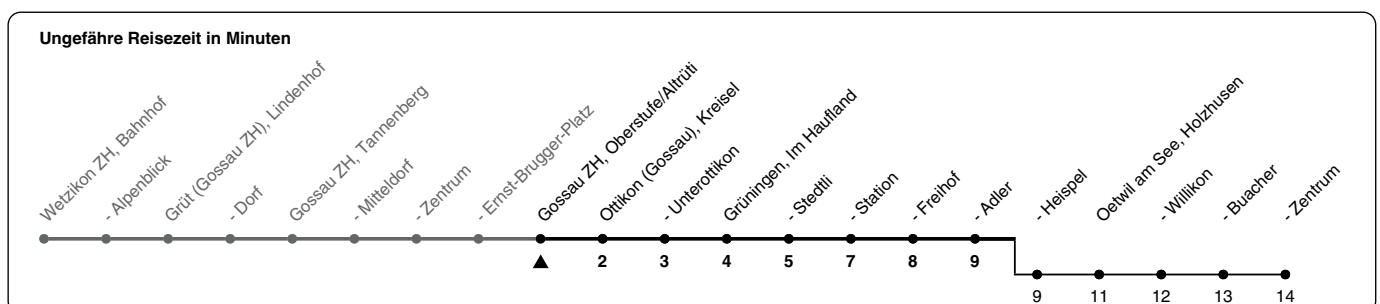 Ungefähre Reisezeit in Minuten
Wetzikon ZH, Bahnhof
- Alpenblick
Grüt (Gossau ZH), Lindenhof
- Dorf
Gossau ZH, Tannenberg
- Mitteldorf
- Zentrum
- Ernst-Brugger-Platz
Gossau ZH, Oberstufe/Altrüti
Ottikon (Gossau), Kreisel
- Unterottikon
Grüningen, Im Haufland
- Stedtli
- Station
- Freihof
- Adler
- Heispel
Oetwil am See, Holzhusen
- Willikon
- Buacher
- Zentrum
2 3 4 5 7 8 9
9 11 12 13 14